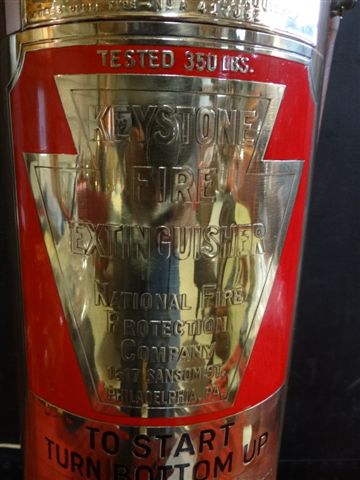 TESTED 350 LBS.
KEYSTONE
FIRE
EXTINGUISHER
NATIONAL FIRE
PROTECTION
COMPANY
1517 SANSOM ST.
PHILADELPHIA, PA.
TO START
TURN BOTTOM UP